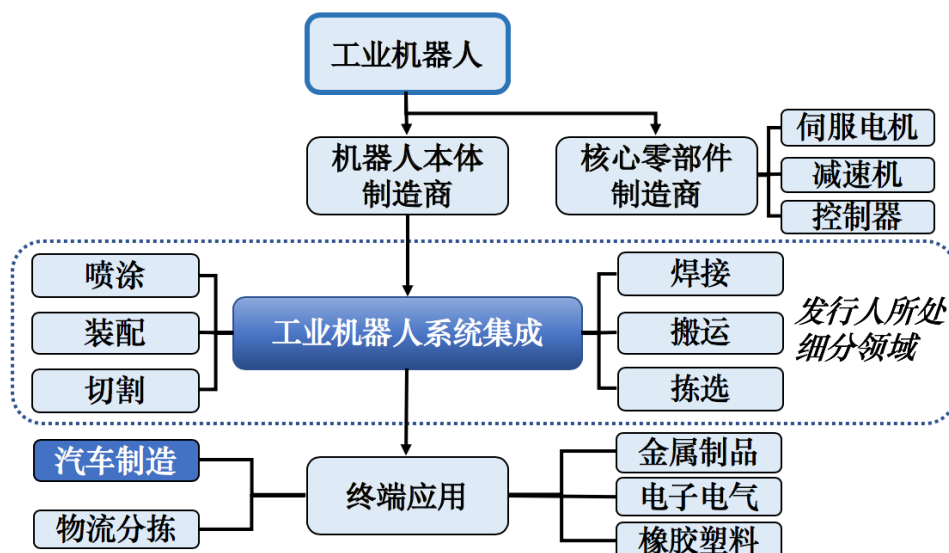 工业机器人
机器人本体
制造商
核心零部件
制造商
伺服电机
减速机
控制器
喷涂
装配
切割
工业机器人系统集成
焊接
搬运
拣选
发行人所处
细分领域
汽车制造
物流分拣
终端应用
金属制品
电子电气
橡胶塑料